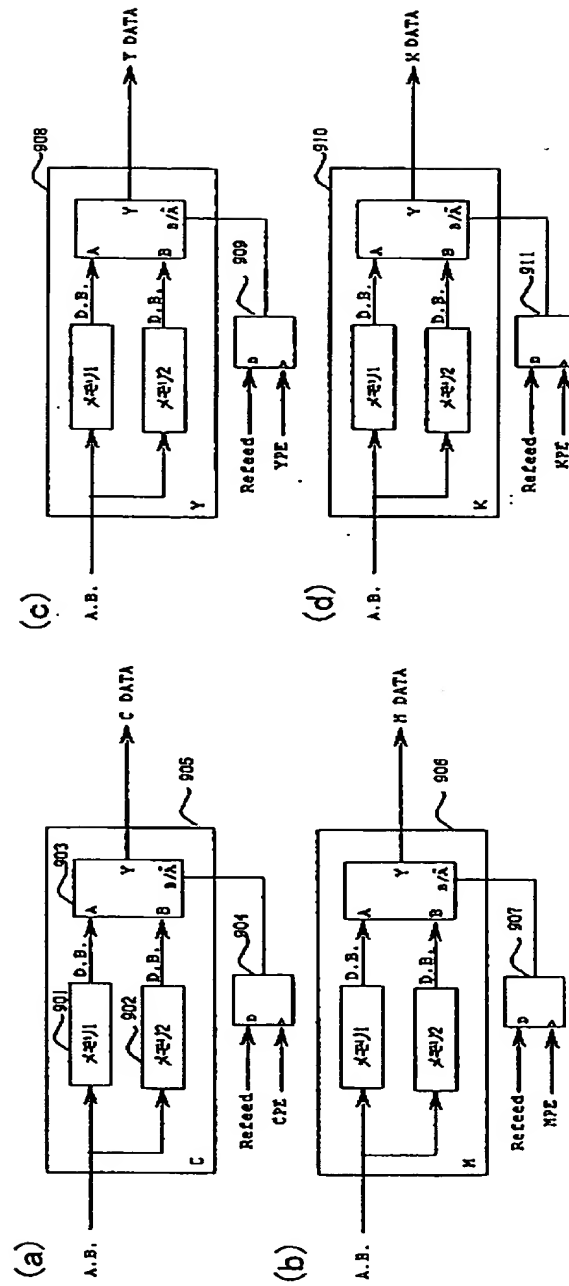 (a)
A.B.
901
メモリ1
902
メモリ2
D.B.
D.B.
903
A
B
Y
B/Ā
C
905
C DATA
904
D
Refeed
CPE
(b)
A.B.
メモリ1
メモリ2
D.B.
D.B.
A
B
Y
B/Ā
M
906
M DATA
907
D
Refeed
MPE
(c)
A.B.
メモリ1
メモリ2
D.B.
D.B.
A
B
Y
B/Ā
Y
908
Y DATA
909
D
Refeed
YPE
(d)
A.B.
メモリ1
メモリ2
D.B.
D.B.
A
B
Y
B/Ā
K
910
K DATA
911
D
Refeed
KPE